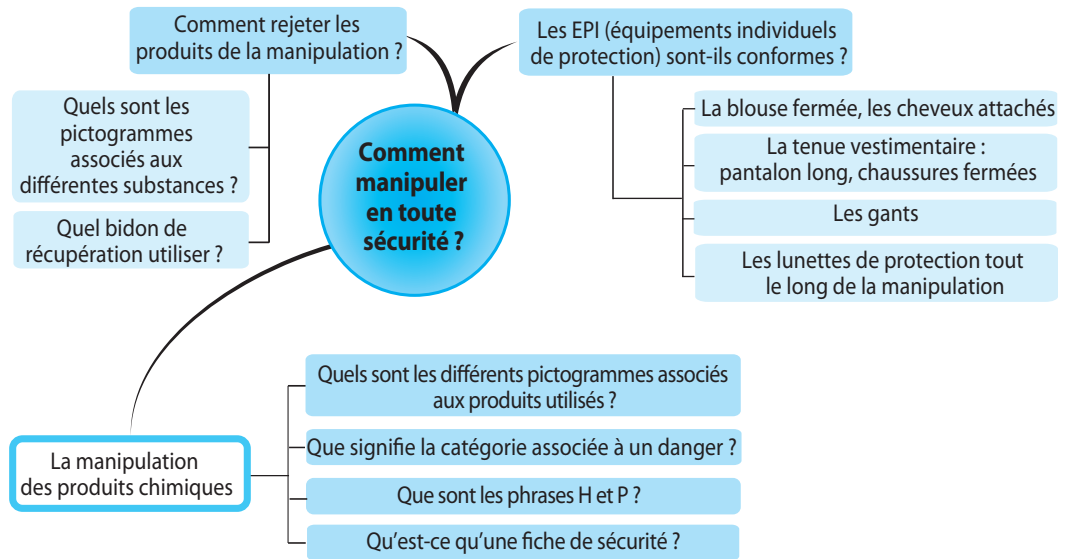 Comment rejeter les
produits de la manipulation ?
Quels sont les
pictogrammes
associés aux
différentes substances ?
Quel bidon de
récupération utiliser ?
Comment
manipuler
en toute
sécurité ?
Les EPI (équipements individuels
de protection) sont-ils conformes ?
La blouse fermée, les cheveux attachés
La tenue vestimentaire :
pantalon long, chaussures fermées
Les gants
Les lunettes de protection tout
le long de la manipulation
La manipulation
des produits chimiques
Quels sont les différents pictogrammes associés
aux produits utilisés ?
Que signifie la catégorie associée à un danger ?
Que sont les phrases H et P ?
Qu'est-ce qu'une fiche de sécurité ?